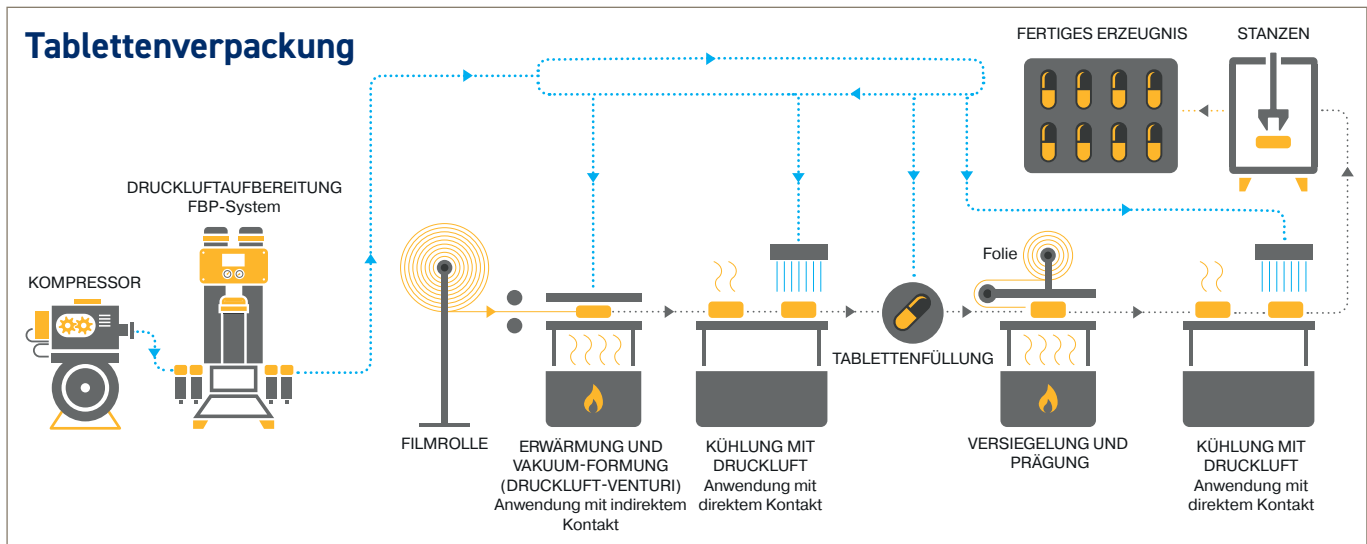 Tablettenverpackung
FERTIGES ERZEUGNIS
STANZEN
DRUCKLUFTAUFBEREITUNG
FBP-System
KOMPRESSOR
Folie
TABLETTENFÜLLUNG
FILMROLLE
ERWÄRMUNG UND
VAKUUM-FORMUNG
(DRUCKLUFT-VENTURI)
Anwendung mit indirektem
Kontakt
KÜHLUNG MIT
DRUCKLUFT
Anwendung mit
direktem Kontakt
VERSIEGELUNG UND
PRÄGUNG
KÜHLUNG MIT
DRUCKLUFT
Anwendung mit
direktem Kontakt